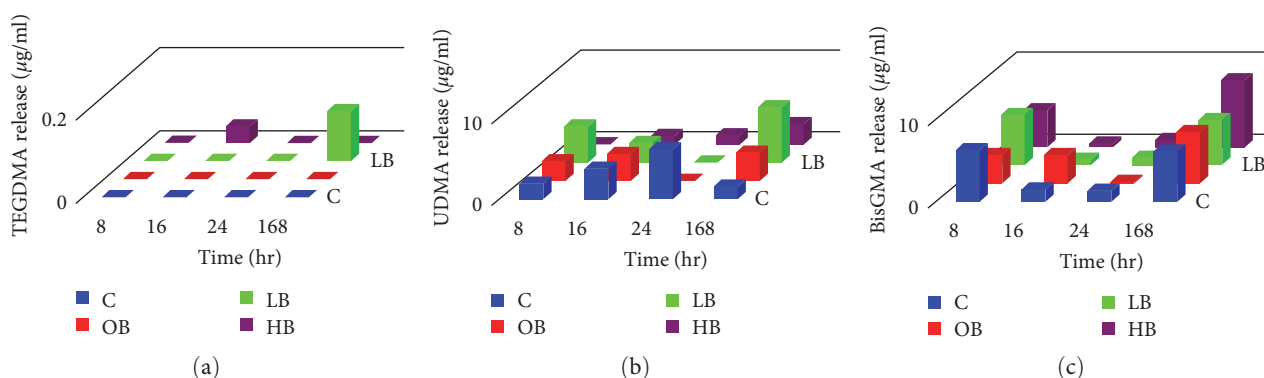 TEGDMA release (µg/ml)
0.2
0
8 16 24 168
Time (hr)
LB
C
C LB
OB HB
(a)
UDMA release (µg/ml)
10
0
8 16 24 168
Time (hr)
LB
C
C LB
OB HB
(b)
BisGMA release (µg/ml)
10
0
8 16 24 168
Time (hr)
LB
C
C LB
OB HB
(c)